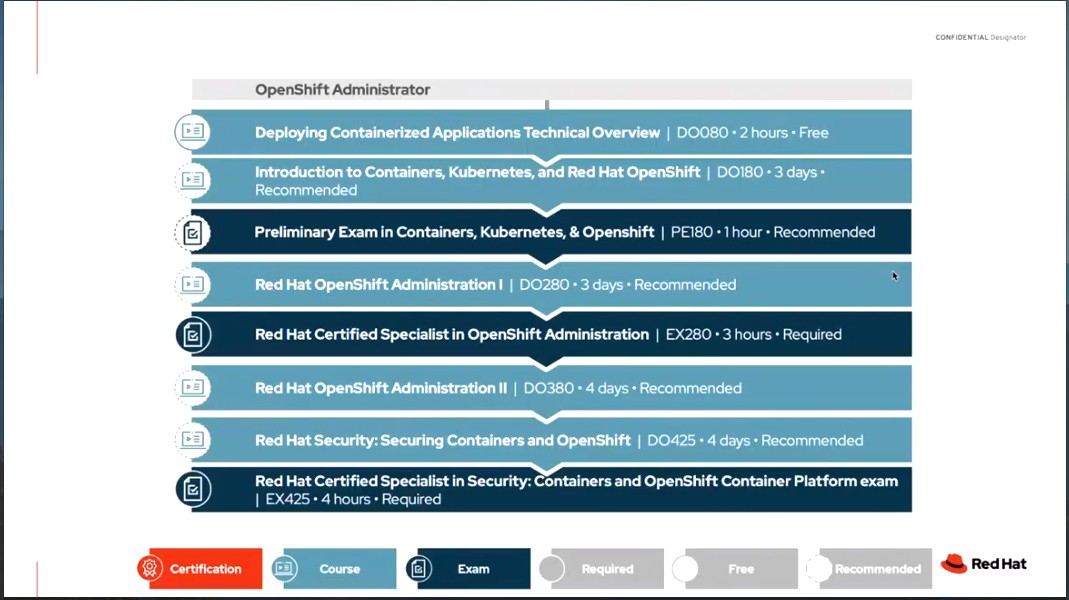 CONFIDENTIAL Designator
OpenShift Administrator
Deploying Containerized Applications Technical Overview | DO080 • 2 hours • Free
Introduction to Containers, Kubernetes, and Red Hat OpenShift | DO180 • 3 days •
Recommended
Preliminary Exam in Containers, Kubernetes, & Openshift | PE180 • 1 hour • Recommended
Red Hat OpenShift Administration I | DO280 • 3 days • Recommended
Red Hat Certified Specialist in OpenShift Administration | EX280 • 3 hours • Required
Red Hat OpenShift Administration II | DO380 • 4 days • Recommended
Red Hat Security: Securing Containers and OpenShift | DO425 • 4 days • Recommended
Red Hat Certified Specialist in Security: Containers and OpenShift Container Platform exam
| EX425 • 4 hours • Required
Certification Course Exam Required Free Recommended Red Hat